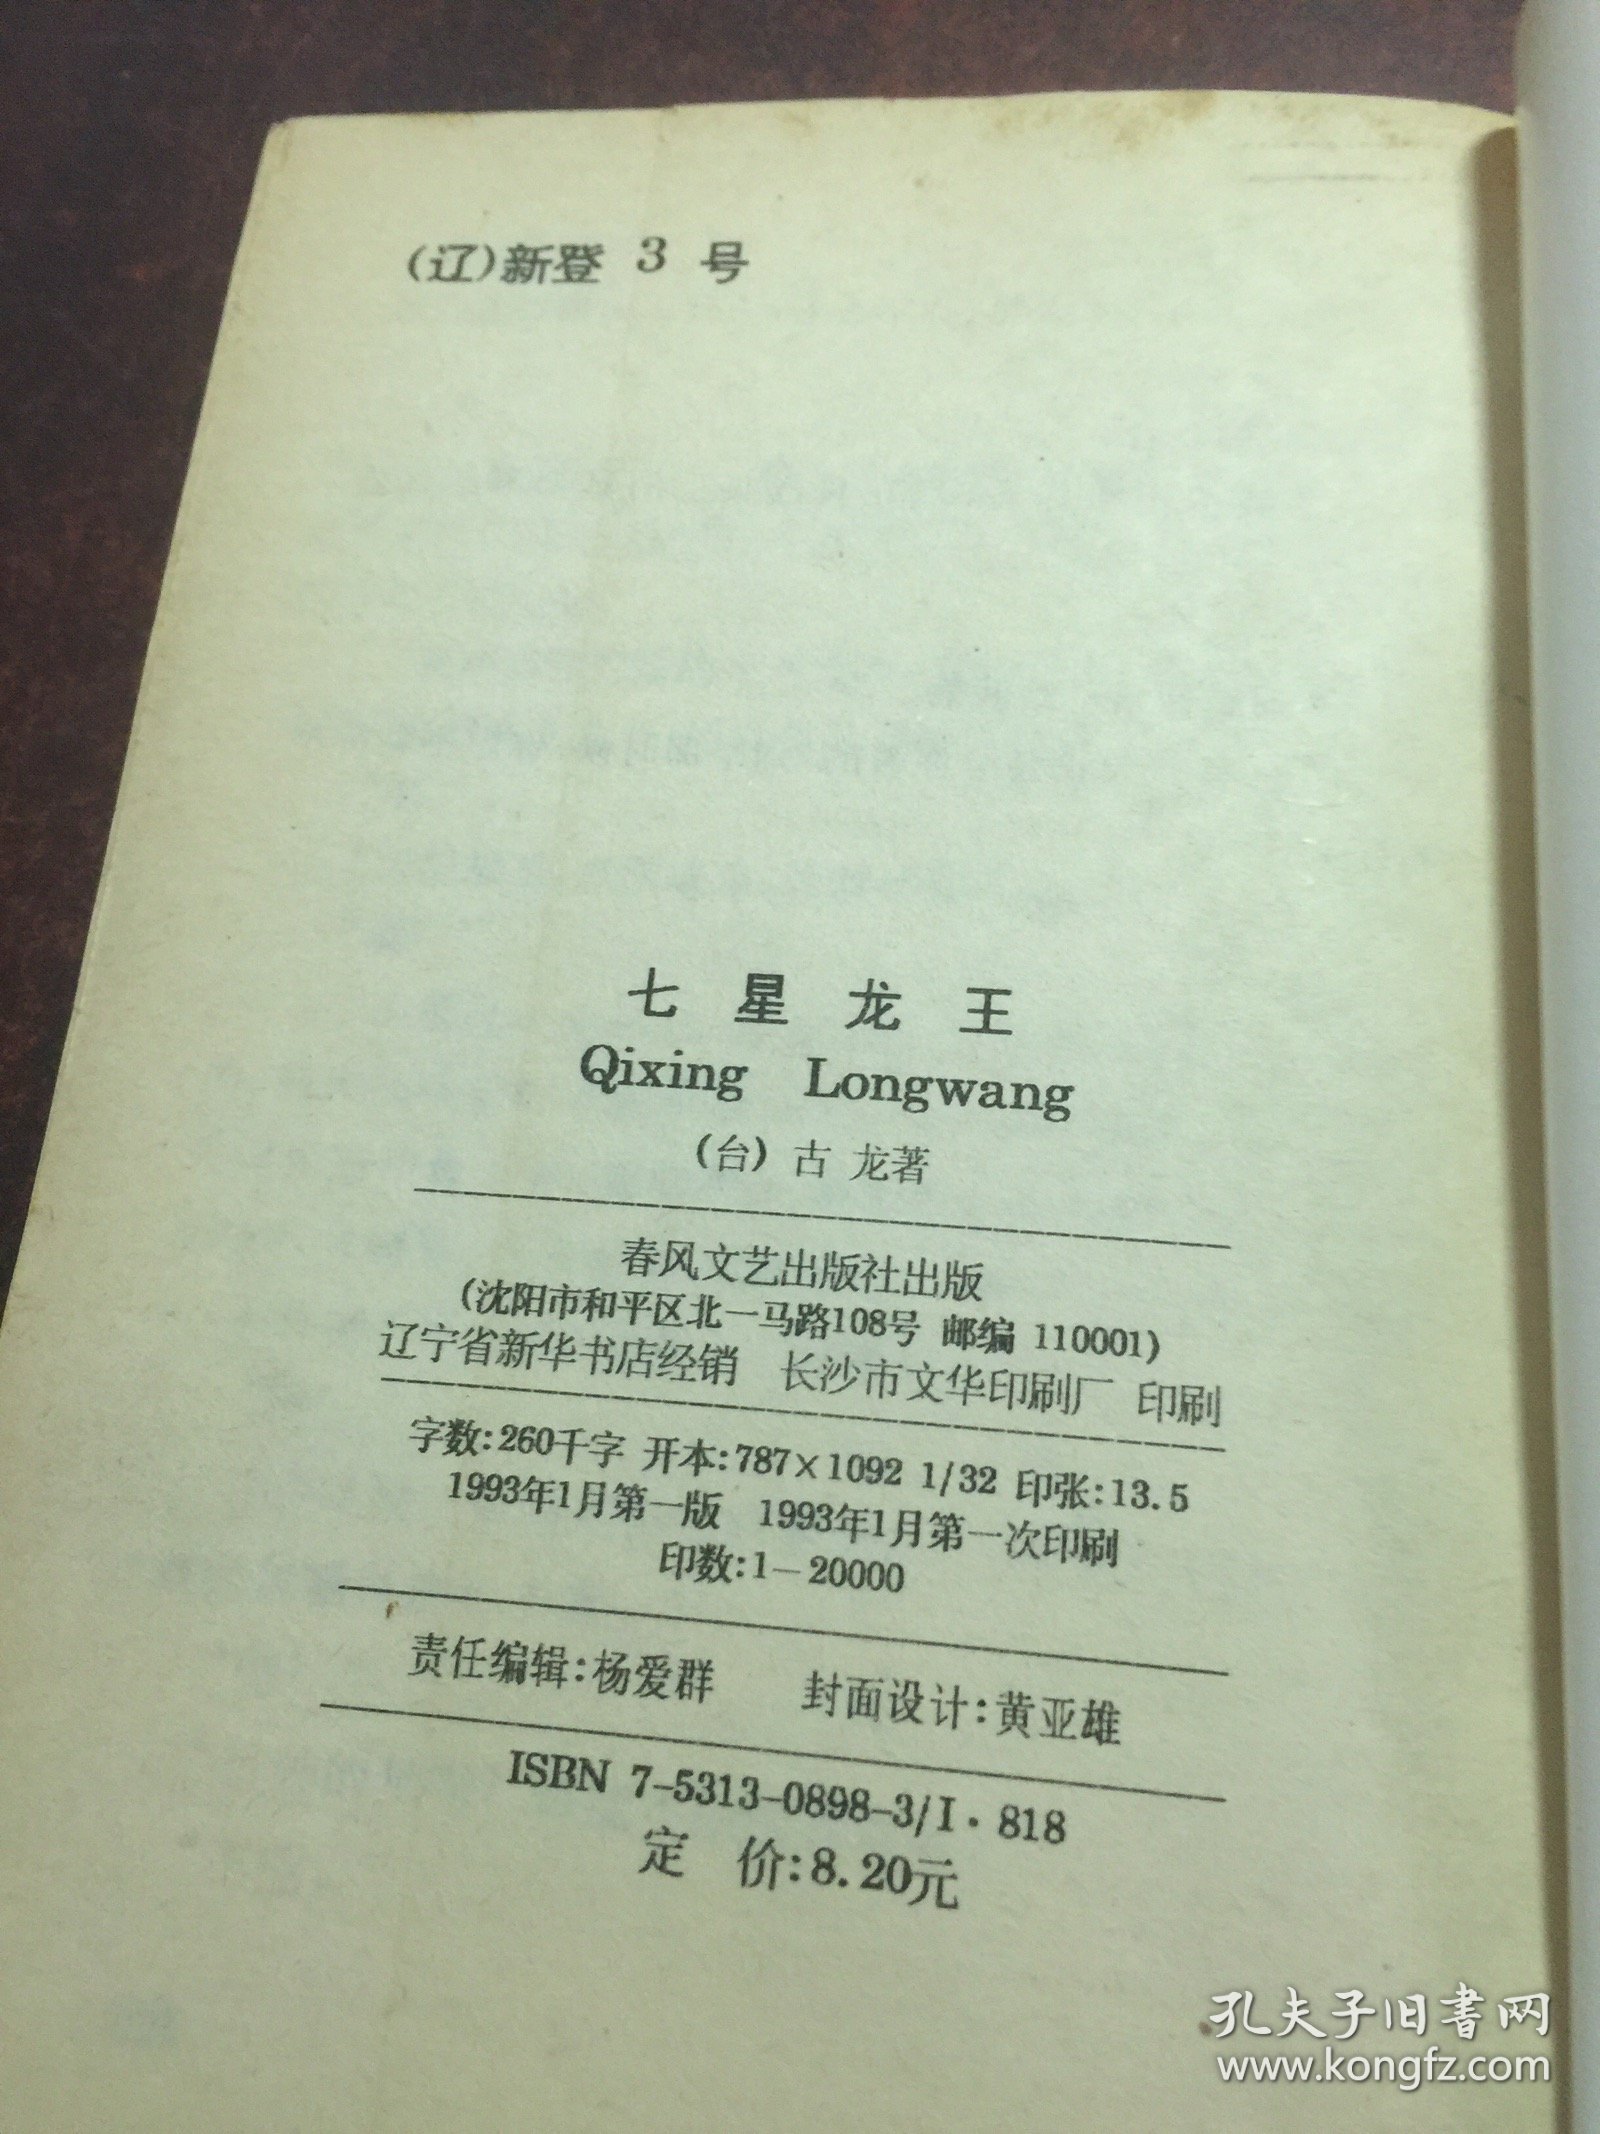 (辽)新登 3 号
七 星 龙 王
Qixing Longwang
(台) 古 龙著
春风文艺出版社出版
(沈阳市和平区北一马路108号 邮编 110001)
辽宁省新华书店经销 长沙市文华印刷厂 印刷
字数:260千字 开本:787×1092 1/32 印张:13.5
1993年1月第一版 1993年1月第一次印刷
印数:1—20000
责任编辑:杨爱群 封面设计:黄亚雄
ISBN 7-5313-0898-3/I·818
定 价:8.20元
孔夫子旧書网
www.kongfz.com